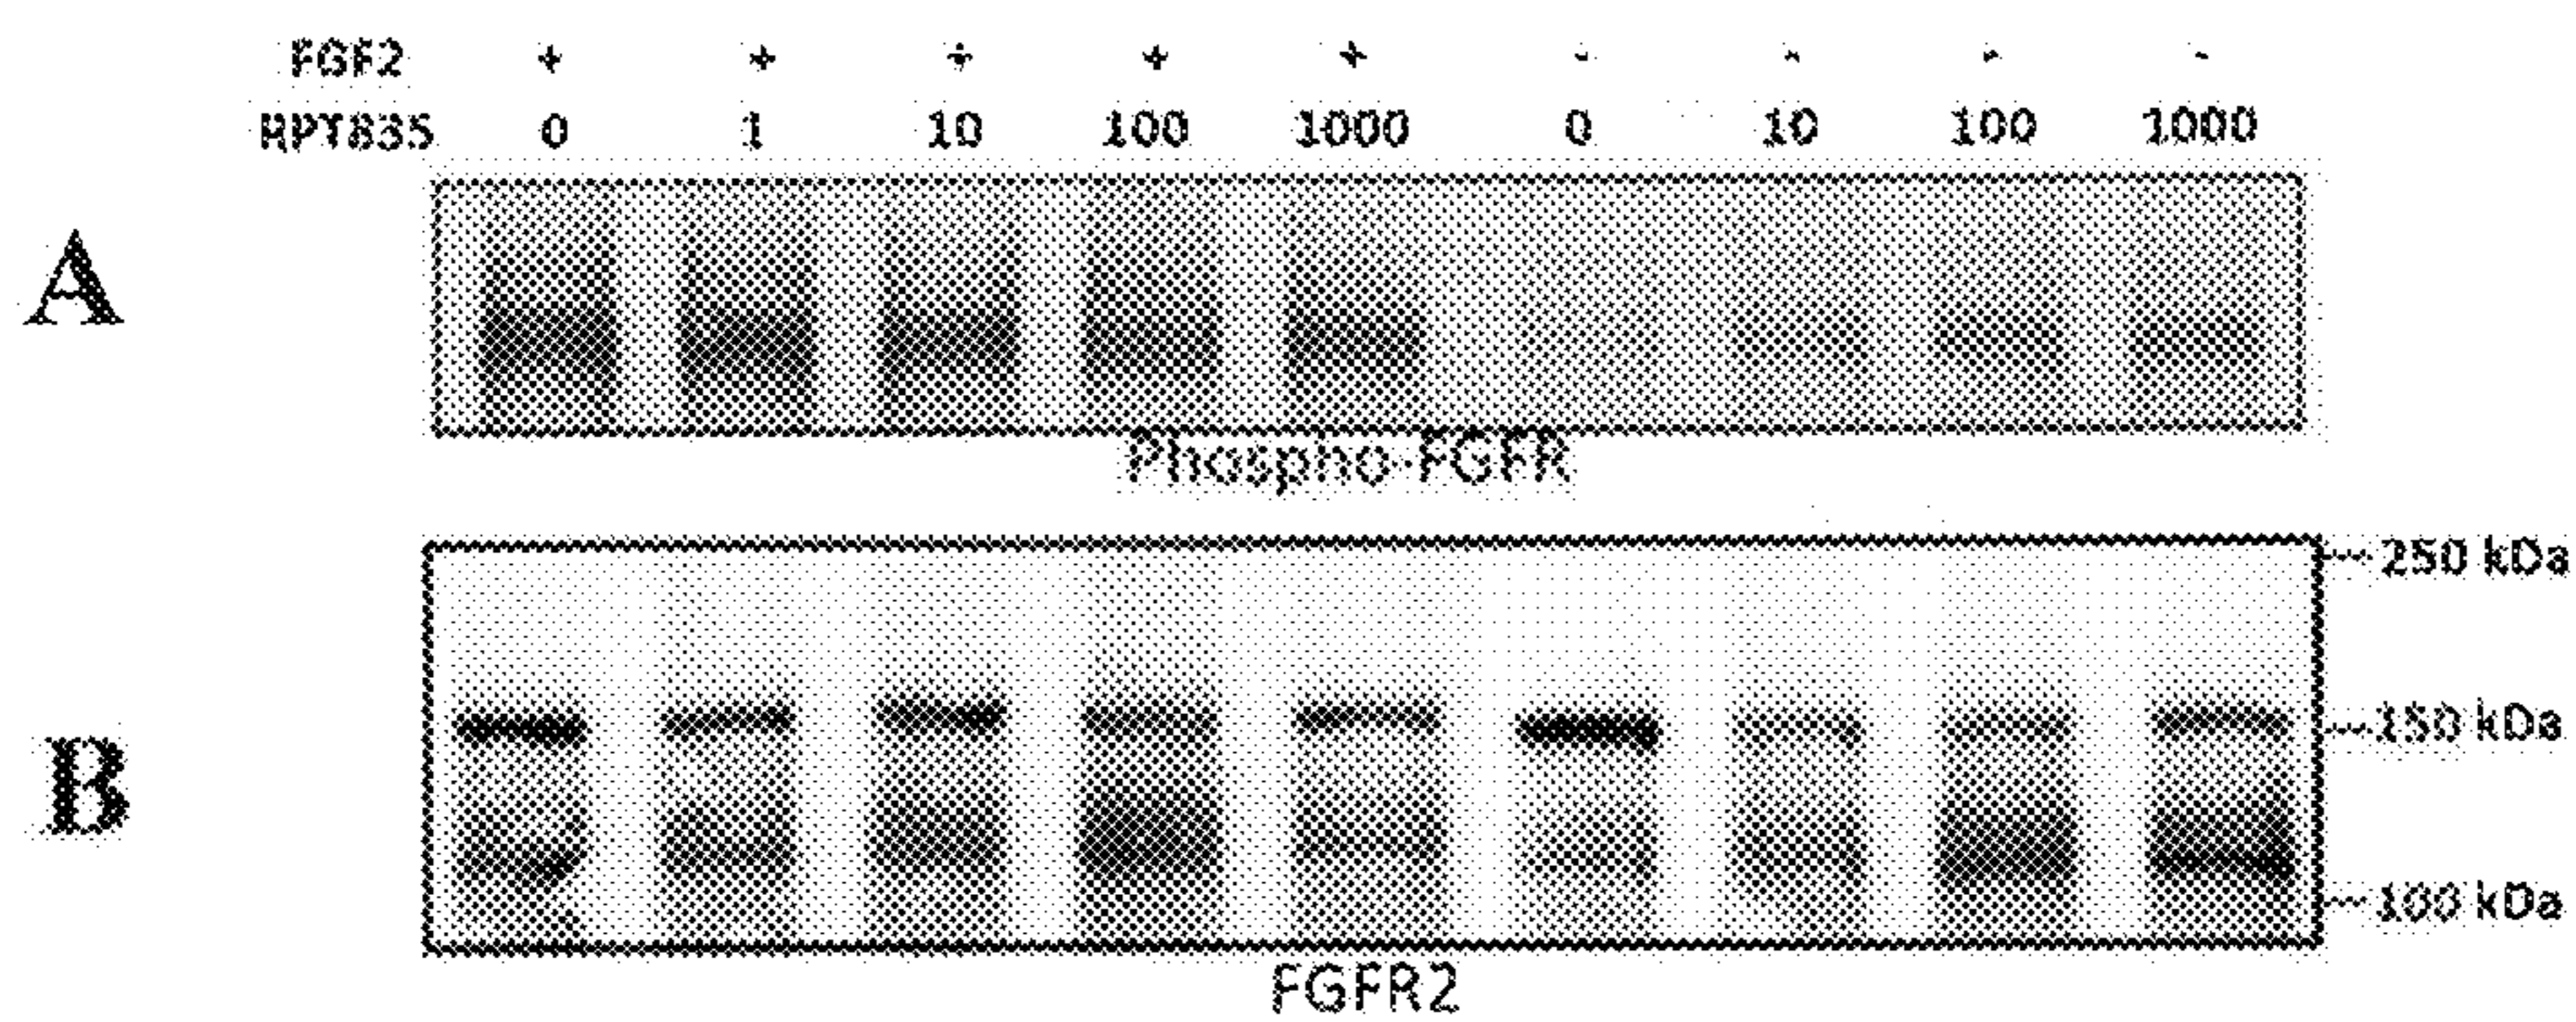 FGF2 + + + + + - - - -
RPT835 0 1 10 100 1000 0 10 100 1000
A
Phospho-FGFR
250 kDa
B
150 kDa
100 kDa
FGFR2